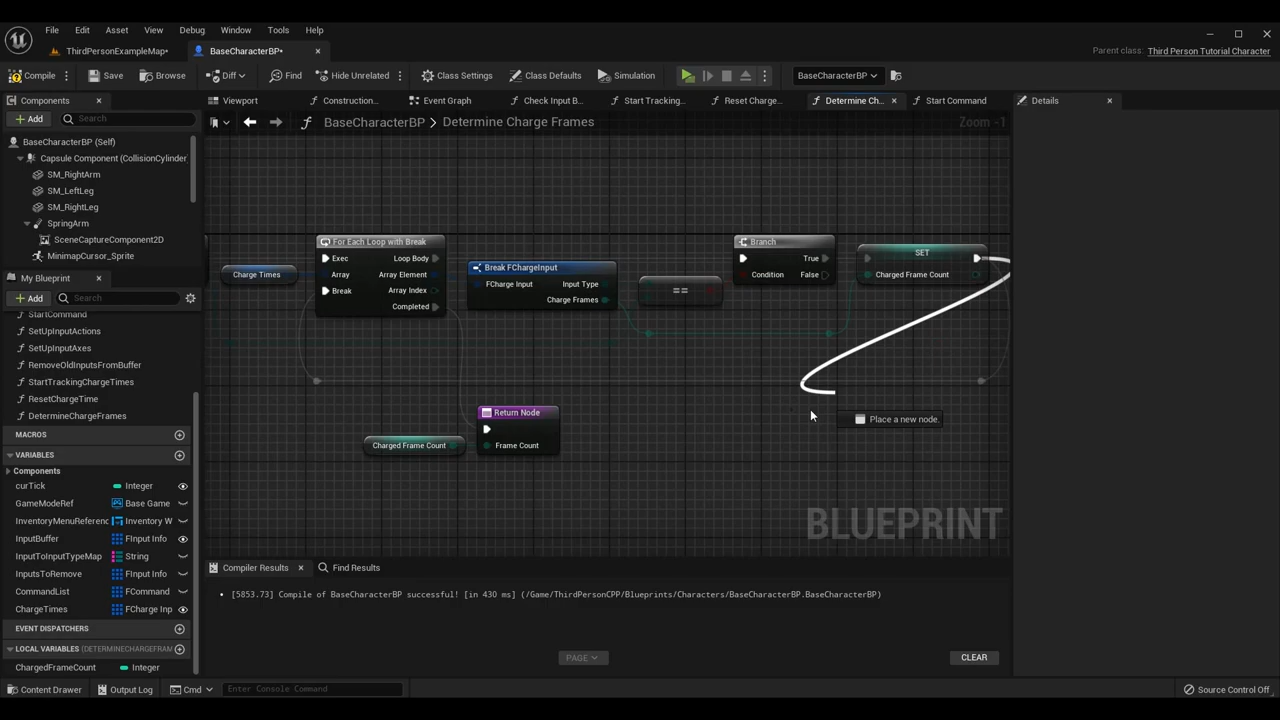 File Edit Asset View Debug Window Tools Help
ThirdPersonExampleMap* BaseCharacterBP* Parent class: Third Person Tutorial Character
Compile Save Browse Diff Find Hide Unrelated Class Settings Class Defaults Simulation BaseCharacterBP
Components + Add Search
BaseCharacterBP (Self)
Capsule Component (CollisionCylinder
SM_RightArm
SM_LeftLeg
SM_RightLeg
SpringArm
SceneCaptureComponent2D
MinimapCursor_Sprite
My Blueprint
+ Add Search
StartCommand
SetUpInputActions
SetUpInputAxes
RemoveOldInputsFromBuffer
StartTrackingChargeTimes
ResetChargeTime
DetermineChargeFrames
MACROS
VARIABLES
Components
curTick Integer
GameModeRef Base Game
InventoryMenuReferenc Inventory W
InputBuffer FInput Info
InputToInputTypeMap String
InputsToRemove FInput Info
CommandList FCommand
ChargeTimes FCharge Inp
EVENT DISPATCHERS
LOCAL VARIABLES (DETERMINECHARGEFRAM
ChargedFrameCount Integer
Viewport Construction... Event Graph Check Input B... Start Tracking... Reset Charge... Determine Ch... Start Command Details
BaseCharacterBP > Determine Charge Frames Zoom -1
Charge Times
For Each Loop with Break
Exec Loop Body
Array Array Element
Break Array Index
Completed
Break FChargeInput
FCharge Input Input Type
Charge Frames
==
Branch
True
Condition False
SET
Charged Frame Count
Return Node
Charged Frame Count Frame Count
Place a new node.
BLUEPRINT
Compiler Results Find Results
[5853.73] Compile of BaseCharacterBP successful! [in 430 ms] (/Game/ThirdPersonCPP/Blueprints/Characters/BaseCharacterBP.BaseCharacterBP)
PAGE CLEAR
Content Drawer Output Log Cmd Enter Console Command Source Control Off